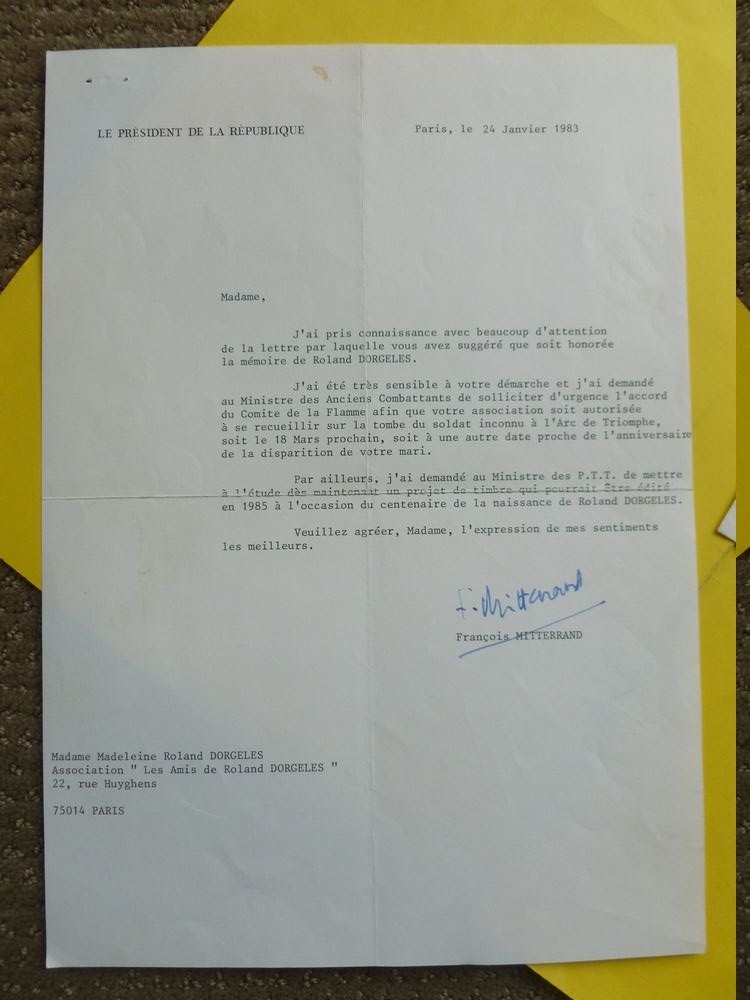 LE PRÉSIDENT DE LA RÉPUBLIQUE
Paris, le 24 Janvier 1983
Madame,
J'ai pris connaissance avec beaucoup d'attention
de la lettre par laquelle vous avez suggéré que soit honorée
la mémoire de Roland DORGELES.
J'ai été très sensible à votre démarche et j'ai demandé
au Ministre des Anciens Combattants de solliciter d'urgence l'accord
du Comite de la Flamme afin que votre association soit autorisée
à se recueillir sur la tombe du soldat inconnu à l'Arc de Triomphe,
soit le 18 Mars prochain, soit à une autre date proche de l'anniversaire
de la disparition de votre mari.
Par ailleurs, j'ai demandé au Ministre des P.T.T. de mettre
à l'étude dès maintenant un projet de timbre qui pourrait être édité
en 1985 à l'occasion du centenaire de la naissance de Roland DORGELES.
Veuillez agréer, Madame, l'expression de mes sentiments
les meilleurs.
F. Mitterrand
François MITTERRAND
Madame Madeleine Roland DORGELES
Association " Les Amis de Roland DORGELES "
22, rue Huyghens
75014 PARIS